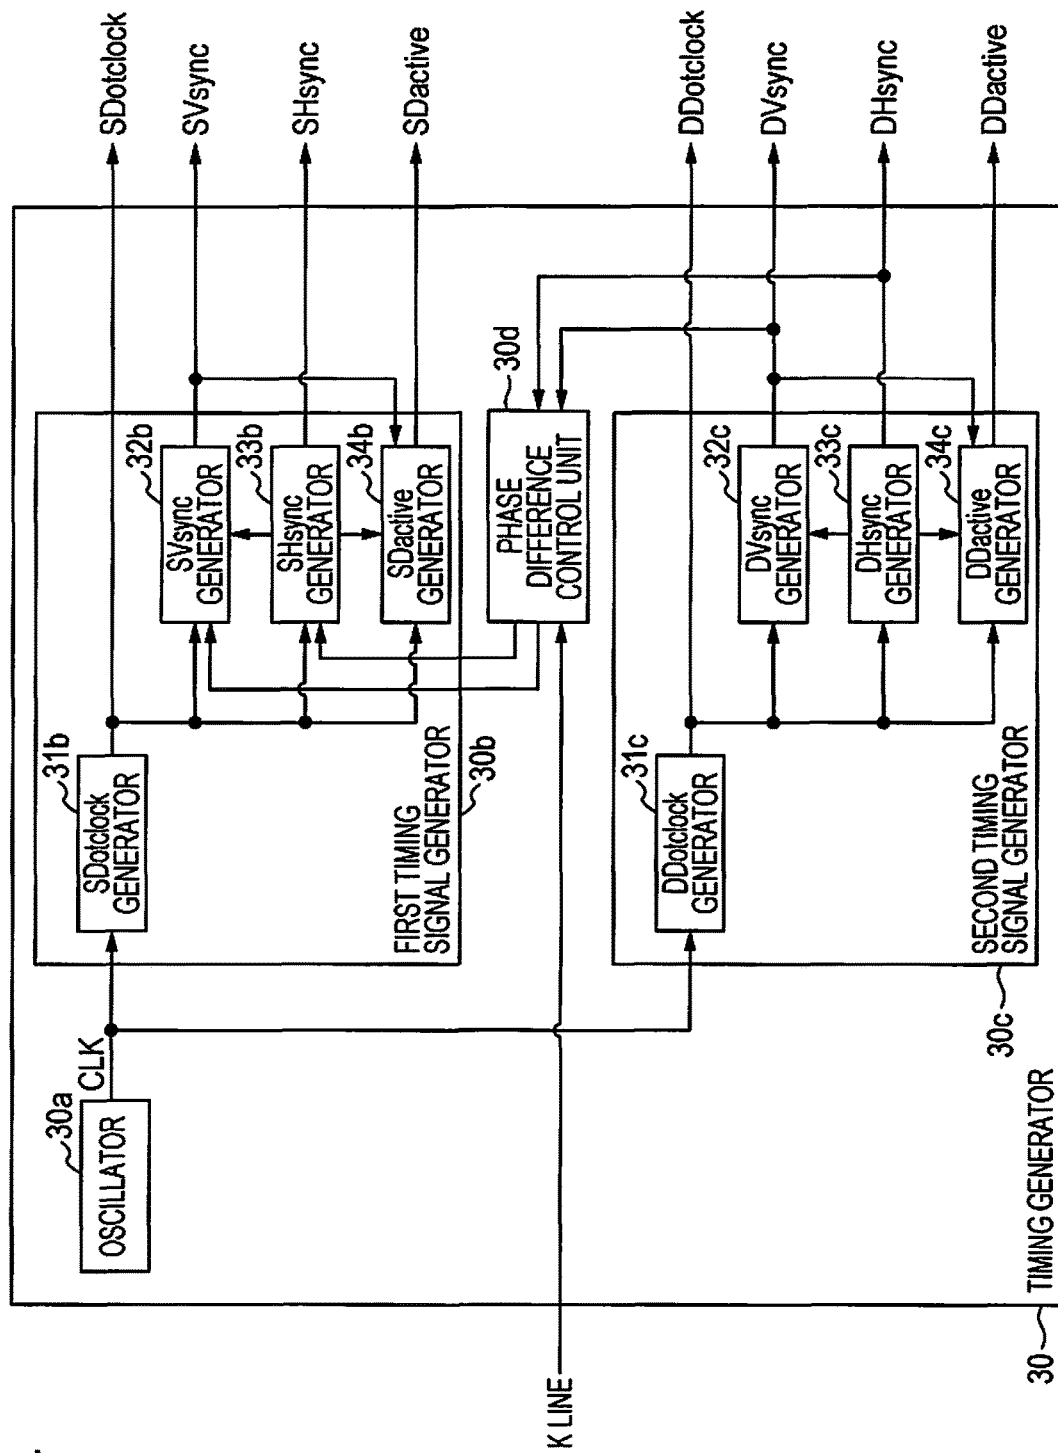 30a
OSCILLATOR
CLK
31b
SDotclock
GENERATOR
32b
SVsync
GENERATOR
33b
SHsync
GENERATOR
34b
SDactive
GENERATOR
FIRST TIMING
SIGNAL GENERATOR
30b
SDotclock
SVsync
SHsync
SDactive
K LINE
30d
PHASE
DIFFERENCE
CONTROL UNIT
31c
DDotclock
GENERATOR
32c
DVsync
GENERATOR
33c
DHsync
GENERATOR
34c
DDactive
GENERATOR
SECOND TIMING
SIGNAL GENERATOR
30c
DDotclock
DVsync
DHsync
DDactive
30 TIMING GENERATOR